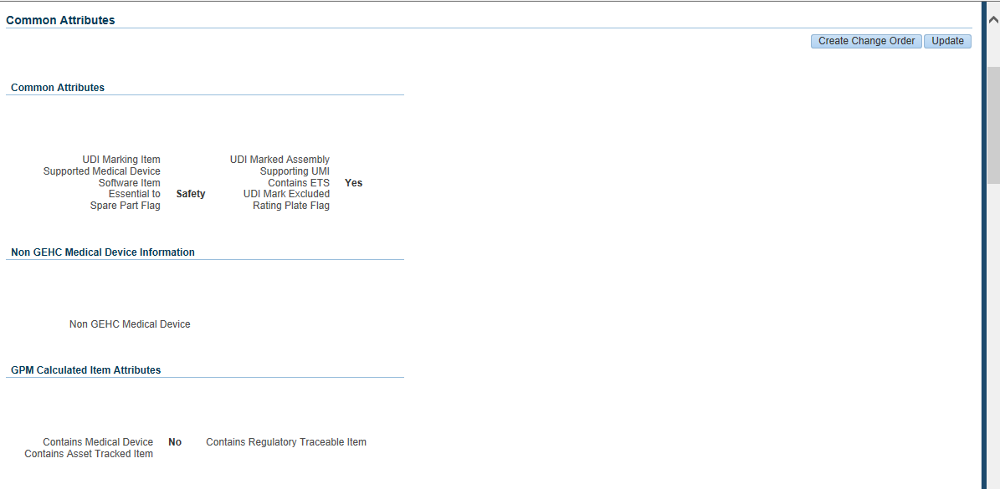 Common Attributes
Create Change Order Update
Common Attributes
UDI Marking Item UDI Marked Assembly
Supported Medical Device Supporting UMI
Software Item Contains ETS Yes
Essential to Safety UDI Mark Excluded
Spare Part Flag Rating Plate Flag
Non GEHC Medical Device Information
Non GEHC Medical Device
GPM Calculated Item Attributes
Contains Medical Device No Contains Regulatory Traceable Item
Contains Asset Tracked Item